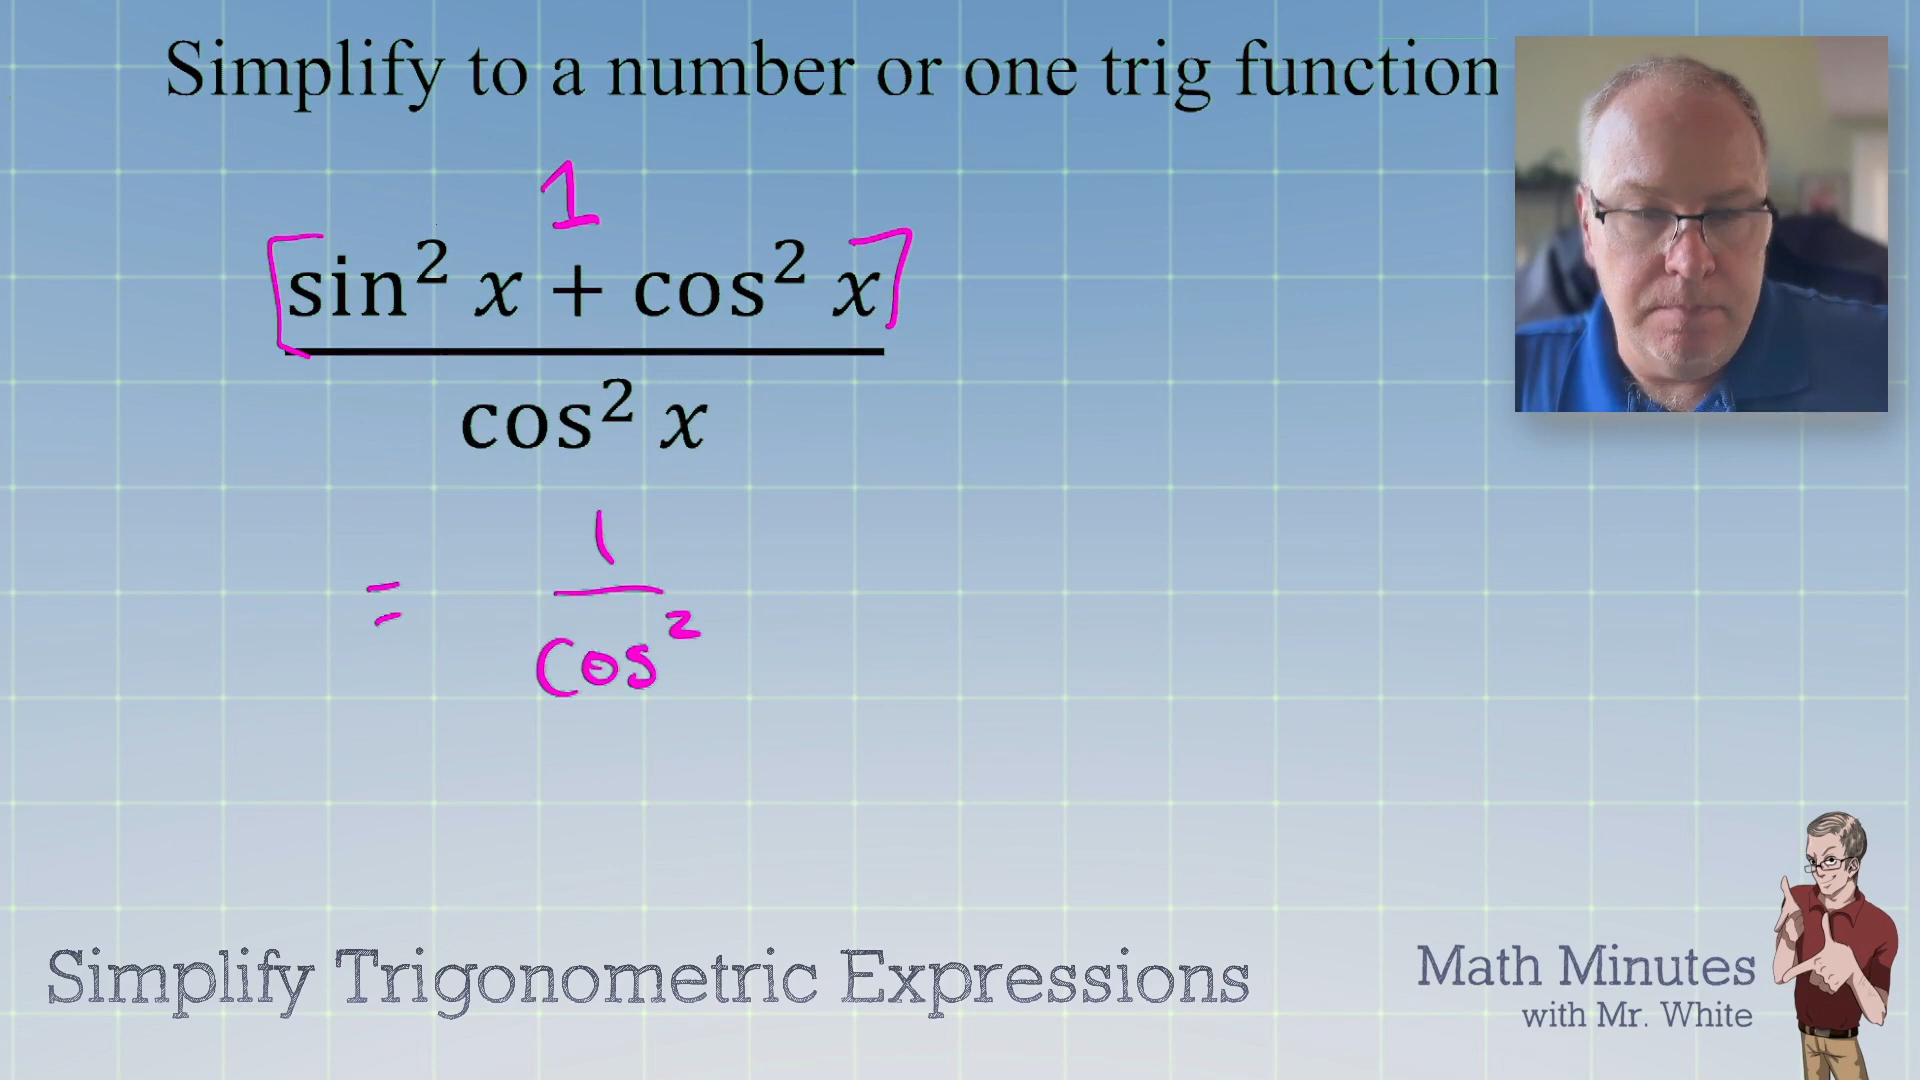 Simplify to a number or one trig function
1
sin² x + cos² x
cos² x
= 1
cos²
Simplify Trigonometric Expressions
Math Minutes
with Mr. White